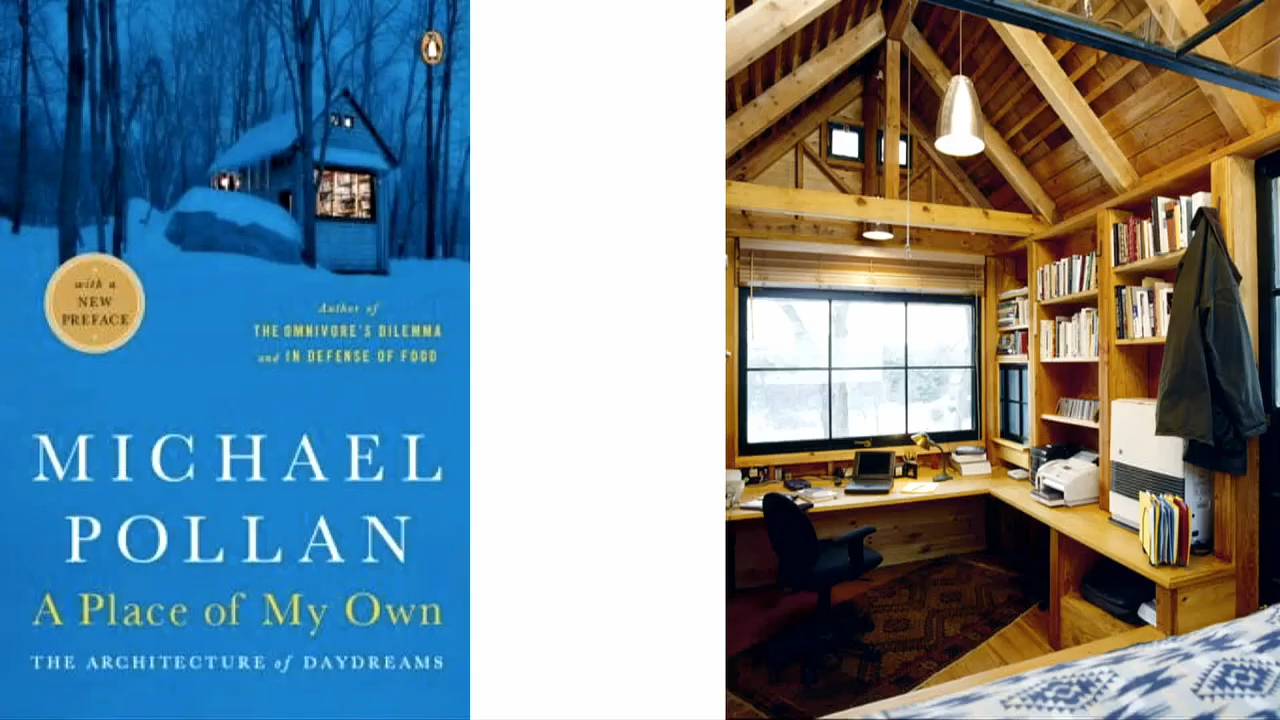 with a
NEW
PREFACE
Author of
THE OMNIVORE'S DILEMMA
and IN DEFENSE OF FOOD
MICHAEL
POLLAN
A Place of My Own
THE ARCHITECTURE of DAYDREAMS